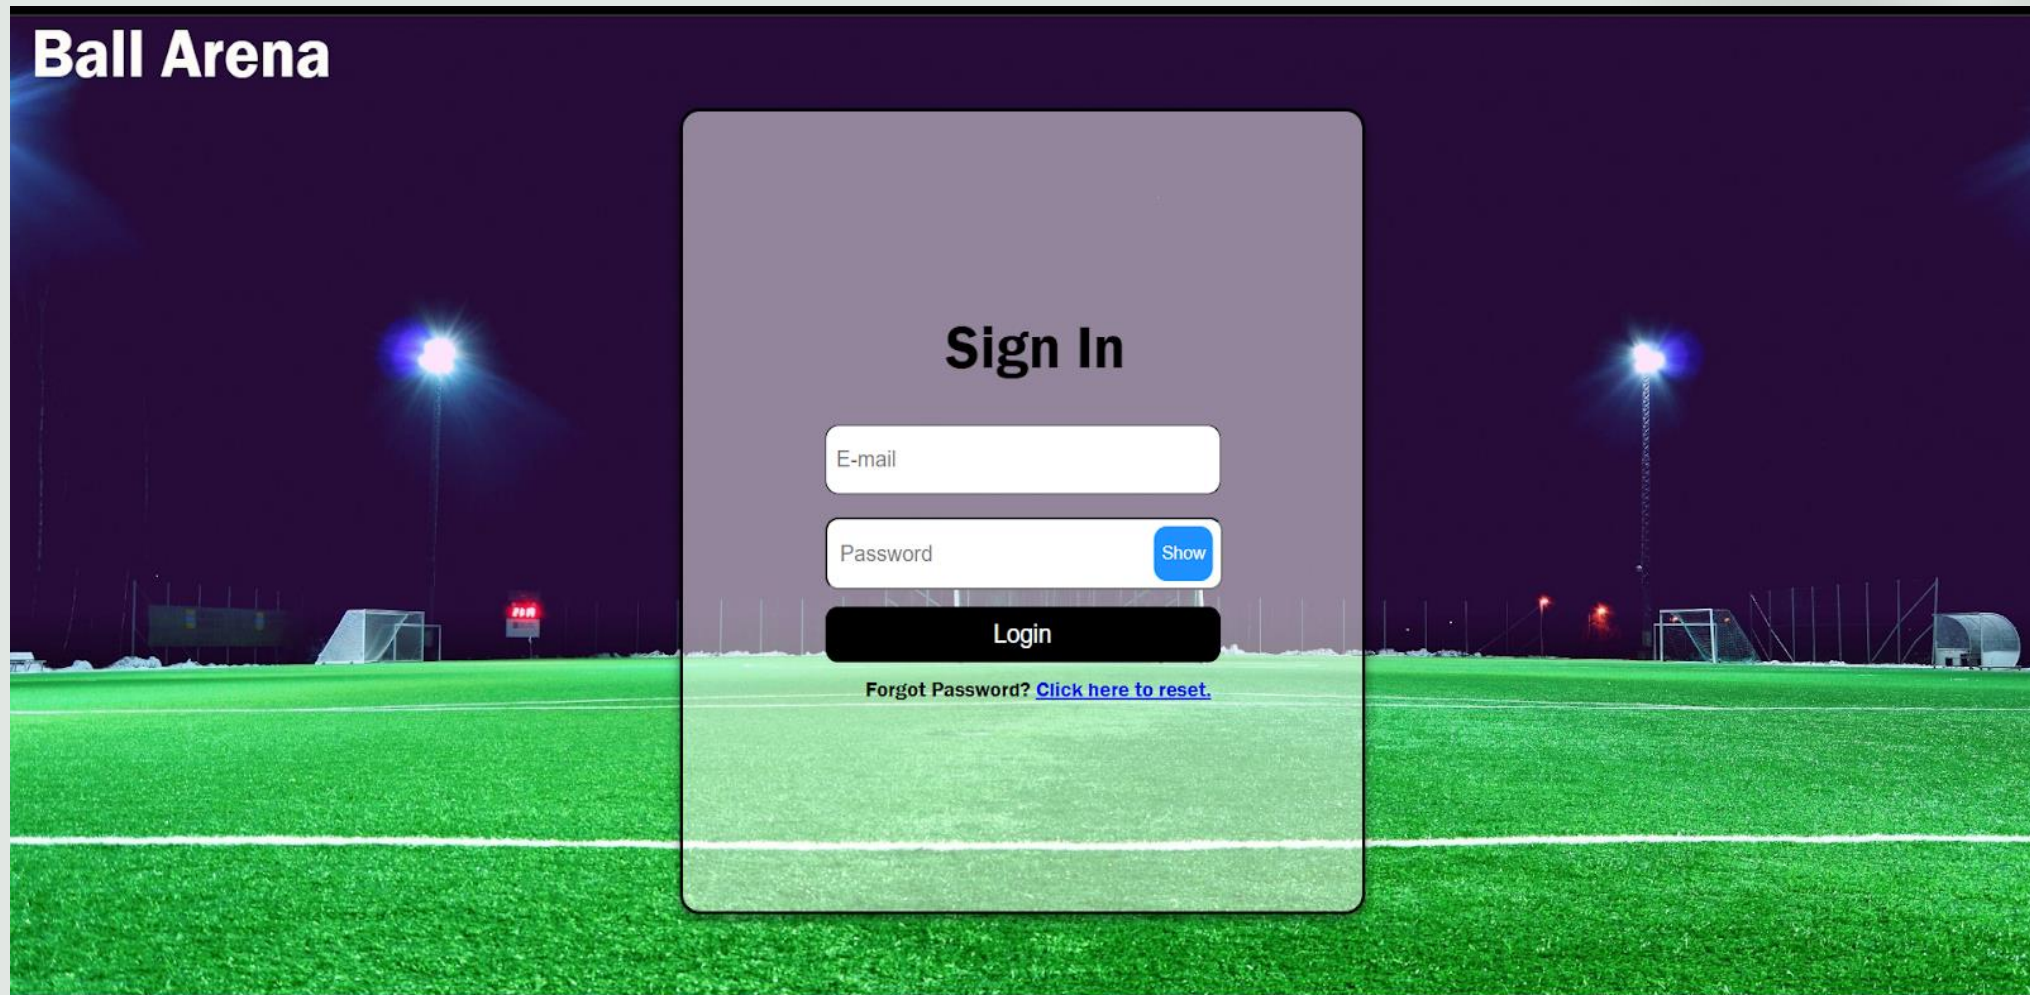 Ball Arena
Sign In
E-mail
Password
Show
Login
Forgot Password? Click here to reset.